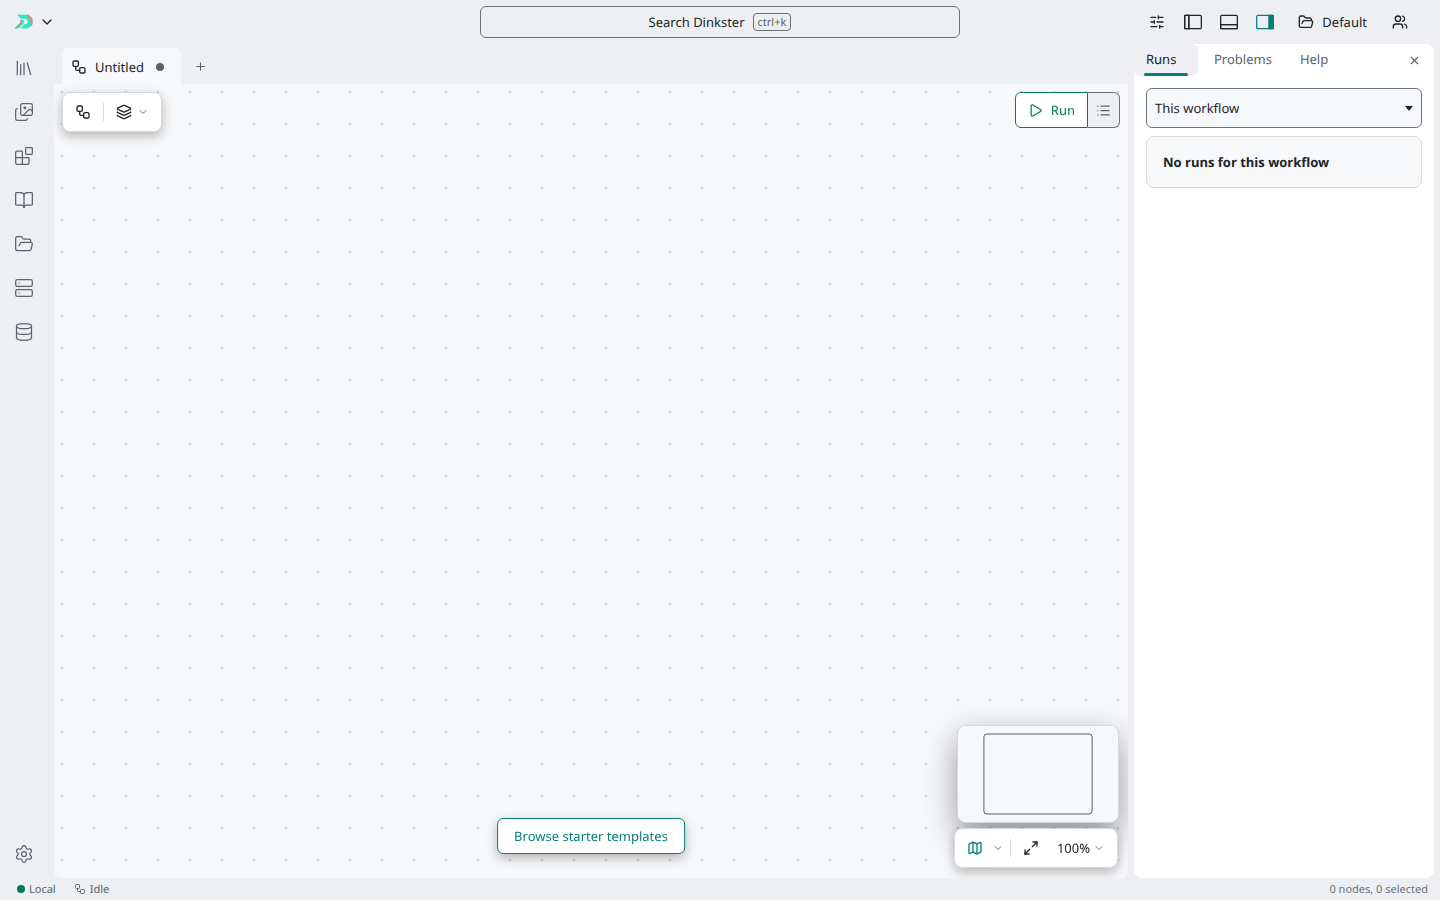 Search Dinkster ctrl+k
Default
Untitled
Runs
Problems
Help
Run
This workflow
No runs for this workflow
Browse starter templates
100%
Local
Idle
0 nodes, 0 selected